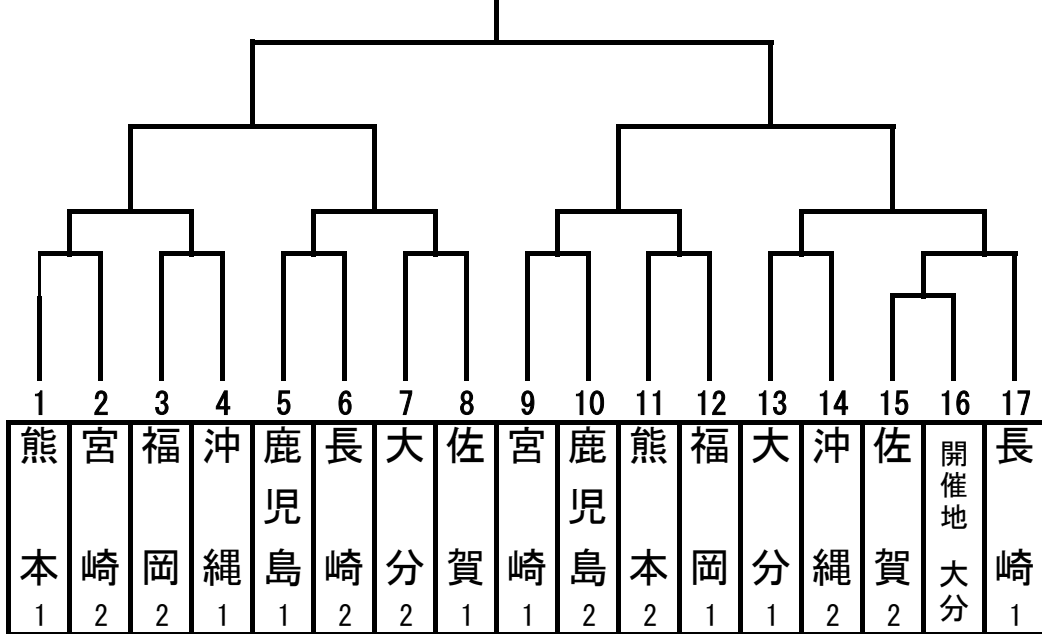 1 2 3 4 5 6 7 8 9 10 11 12 13 14 15 16 17
熊本1
宮崎2
福岡2
沖縄1
鹿児島1
長崎2
大分2
佐賀1
宮崎1
鹿児島2
熊本2
福岡1
大分1
沖縄2
佐賀2
開催地 大分
長崎1